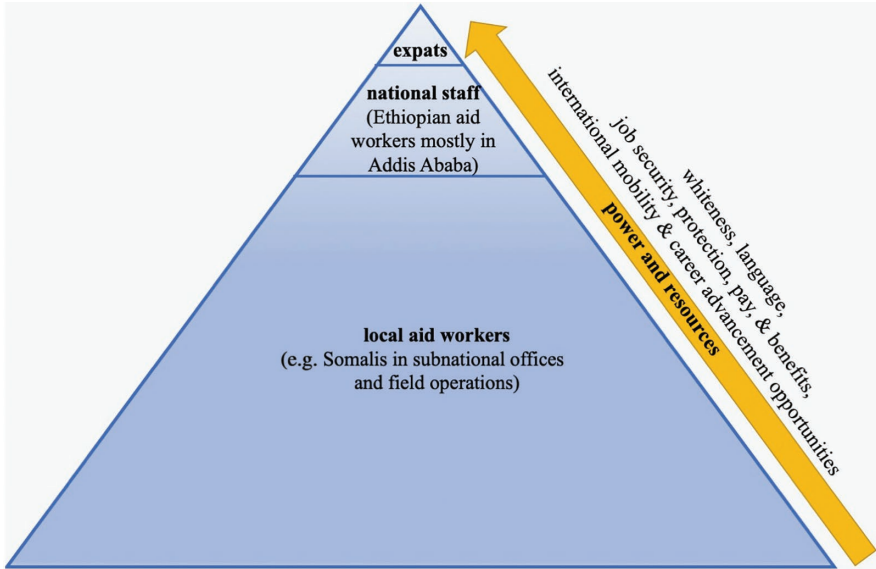 expats
national staff
(Ethiopian aid
workers mostly in
Addis Ababa)
local aid workers
(e.g. Somalis in subnational offices
and field operations)
power and resources
whiteness, language,
job security, protection, pay, & benefits,
international mobility & career advancement opportunities